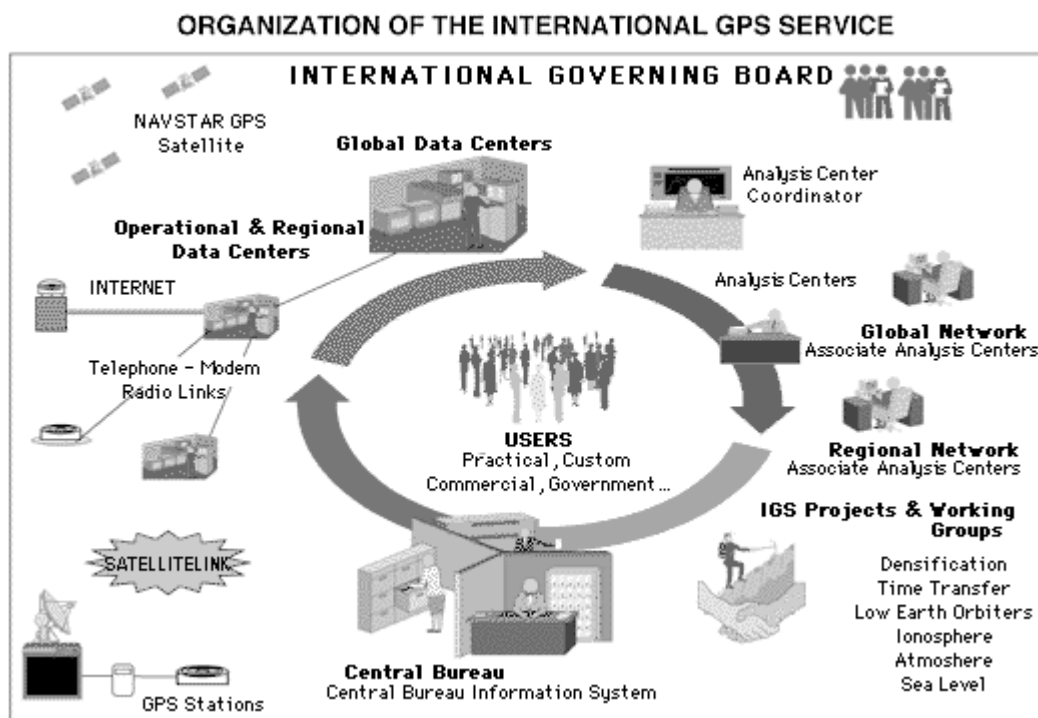 ORGANIZATION OF THE INTERNATIONAL GPS SERVICE
INTERNATIONAL GOVERNING BOARD
NAVSTAR GPS
Satellite
Global Data Centers
Analysis Center
Coordinator
Operational & Regional
Data Centers
INTERNET
Analysis Centers
Global Network
Associate Analysis Centers
Telephone - Modem
Radio Links
USERS
Practical, Custom
Commercial, Government...
Regional Network
Associate Analysis Centers
IGS Projects & Working
Groups
Densification
Time Transfer
Low Earth Orbiters
Ionosphere
Atmoshere
Sea Level
SATELLITELINK
GPS Stations
Central Bureau
Central Bureau Information System